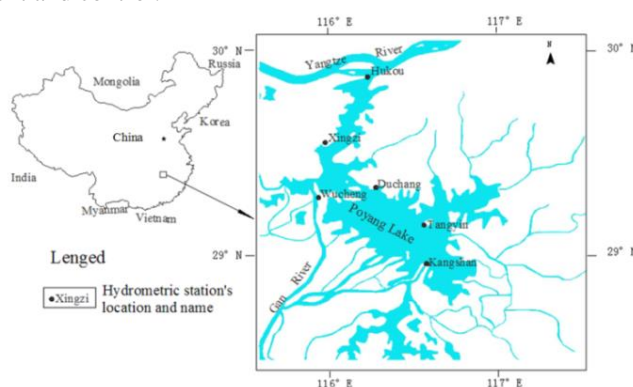 116° E
117° E
30° N
30° N
Russia
Mongolia
Korea
China
India
Myanmar
Vietnam
N
Yangtze River
Hukou
Xingzi
Duchang
Wucheng
Poyang Lake
Tangyin
Kangshan
Gan River
29° N
29° N
Lenged
Xingzi
Hydrometric station's
location and name
116° E
117° E